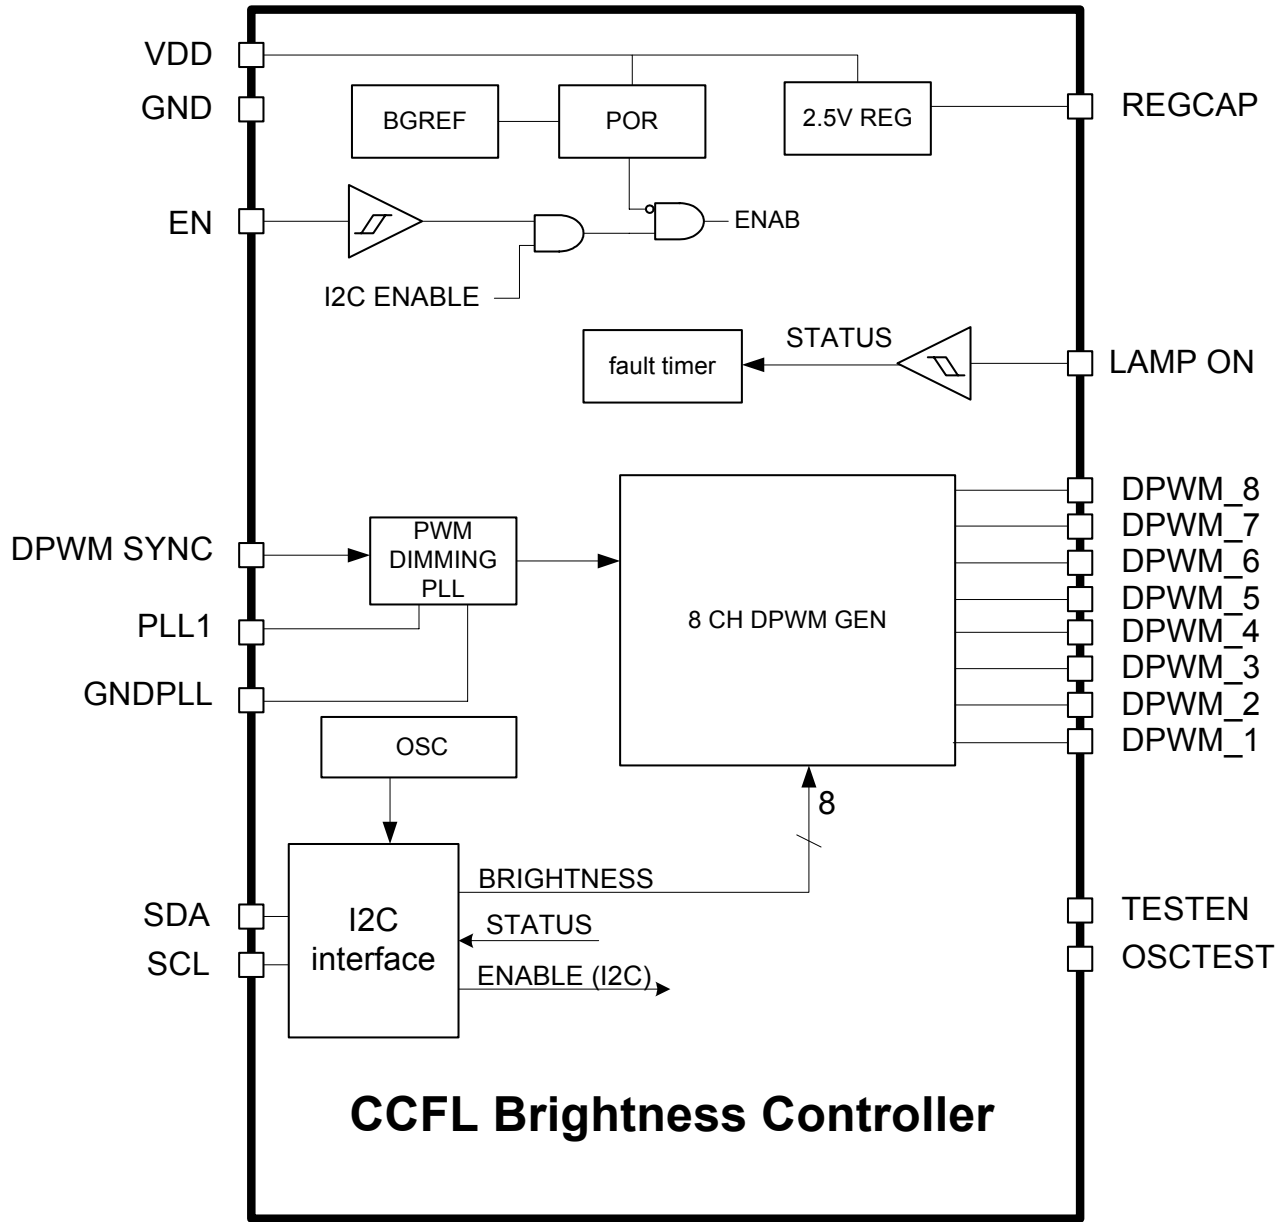 VDD
GND
BGREF
POR
2.5V REG
REGCAP
EN
ENAB
I2C ENABLE
fault timer
STATUS
LAMP ON
DPWM SYNC
PWM
DIMMING
PLL
PLL1
GNDPLL
8 CH DPWM GEN
DPWM_8
DPWM_7
DPWM_6
DPWM_5
DPWM_4
DPWM_3
DPWM_2
DPWM_1
OSC
8
SDA
SCL
I2C
interface
BRIGHTNESS
STATUS
ENABLE (I2C)
TESTEN
OSCTEST
CCFL Brightness Controller